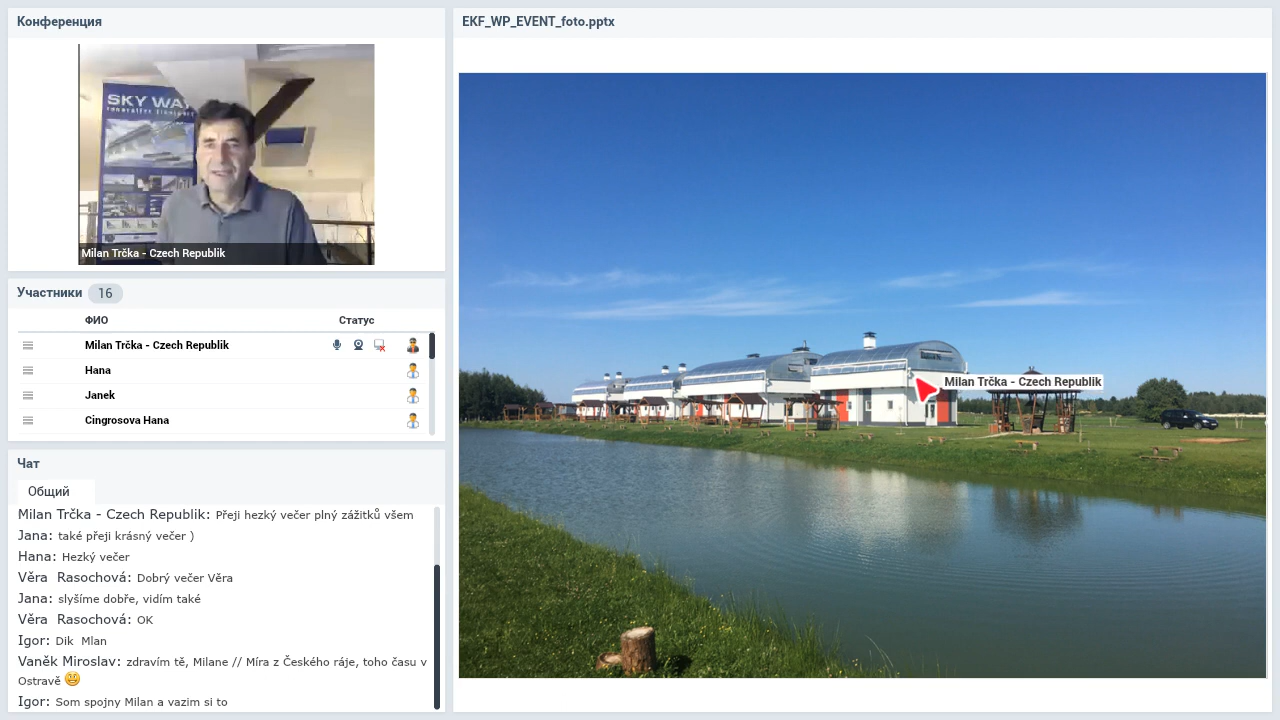 Конференция
SKY WAY
Milan Trčka - Czech Republik
Участники 16
ФИО Статус
Milan Trčka - Czech Republik
Hana
Janek
Cingrosova Hana
Чат
Общий
Milan Trčka - Czech Republik: Přeji hezký večer plný zážitků všem
Jana: také přeji krásný večer )
Hana: Hezký večer
Věra Rasochová: Dobrý večer Věra
Jana: slyšíme dobře, vidím také
Věra Rasochová: OK
Igor: Dik Mlan
Vaněk Miroslav: zdravím tě, Milane // Míra z Českého ráje, toho času v
Ostravě
Igor: Som spojny Milan a vazim si to
EKF_WP_EVENT_foto.pptx
Milan Trčka - Czech Republik